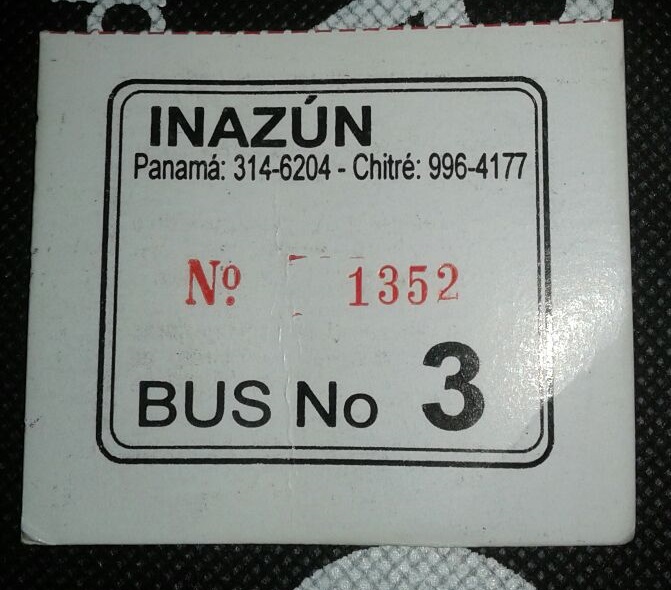 INAZÚN
Panamá: 314-6204 - Chitré: 996-4177
Nº 1352
BUS No 3